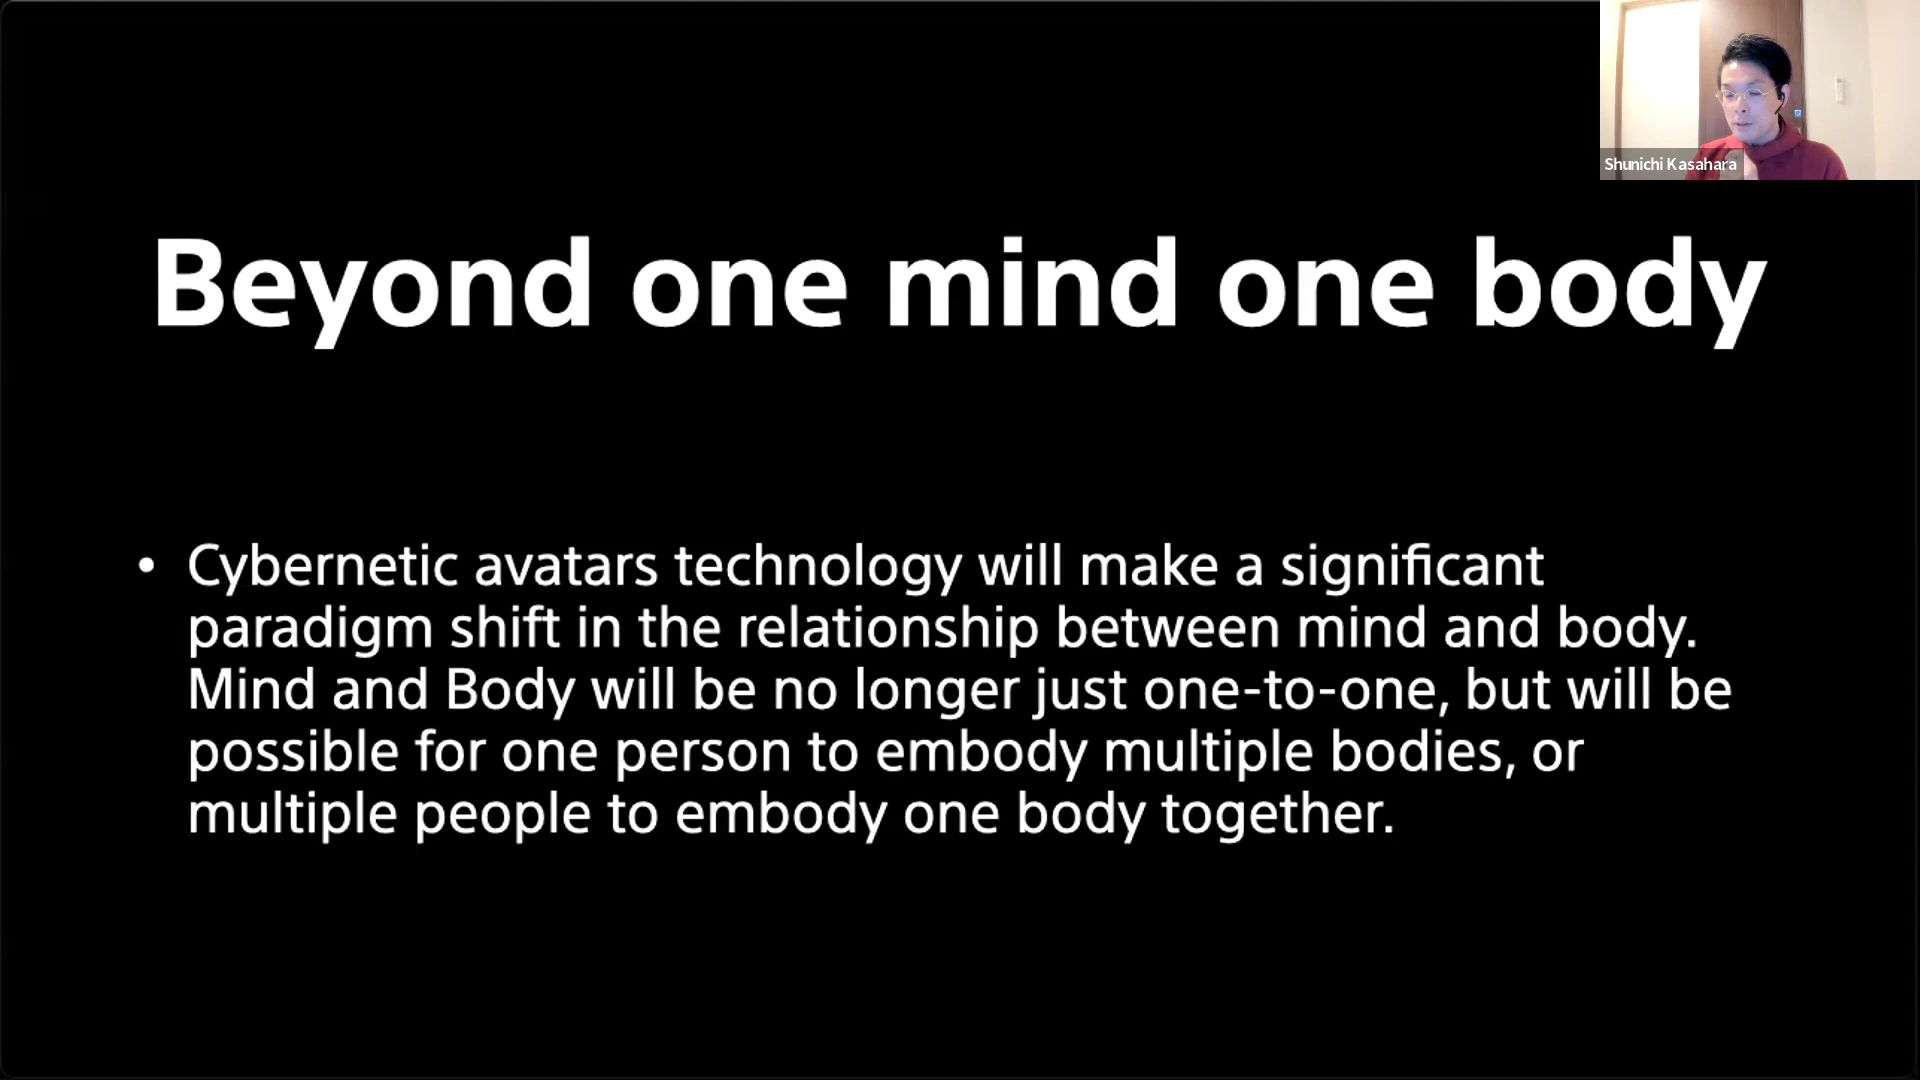 Shunichi Kasahara
Beyond one mind one body
• Cybernetic avatars technology will make a significant
paradigm shift in the relationship between mind and body.
Mind and Body will be no longer just one-to-one, but will be
possible for one person to embody multiple bodies, or
multiple people to embody one body together.